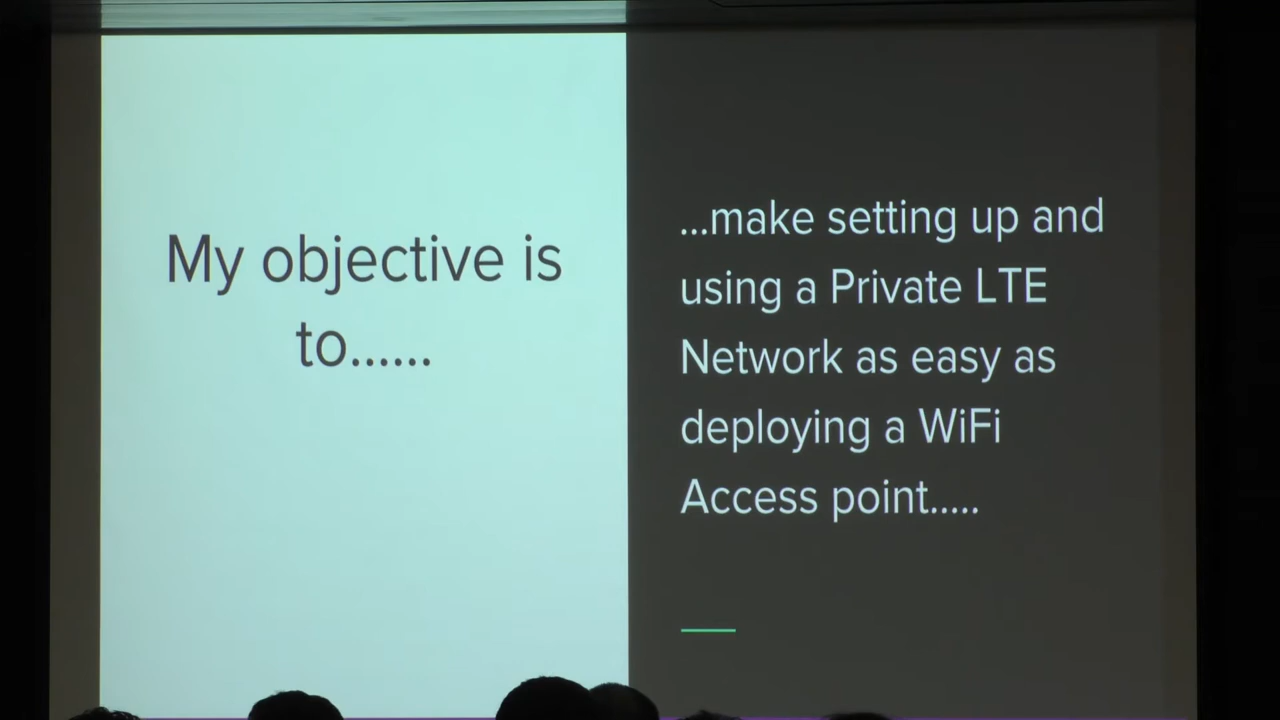 My objective is
to......
...make setting up and
using a Private LTE
Network as easy as
deploying a WiFi
Access point.....